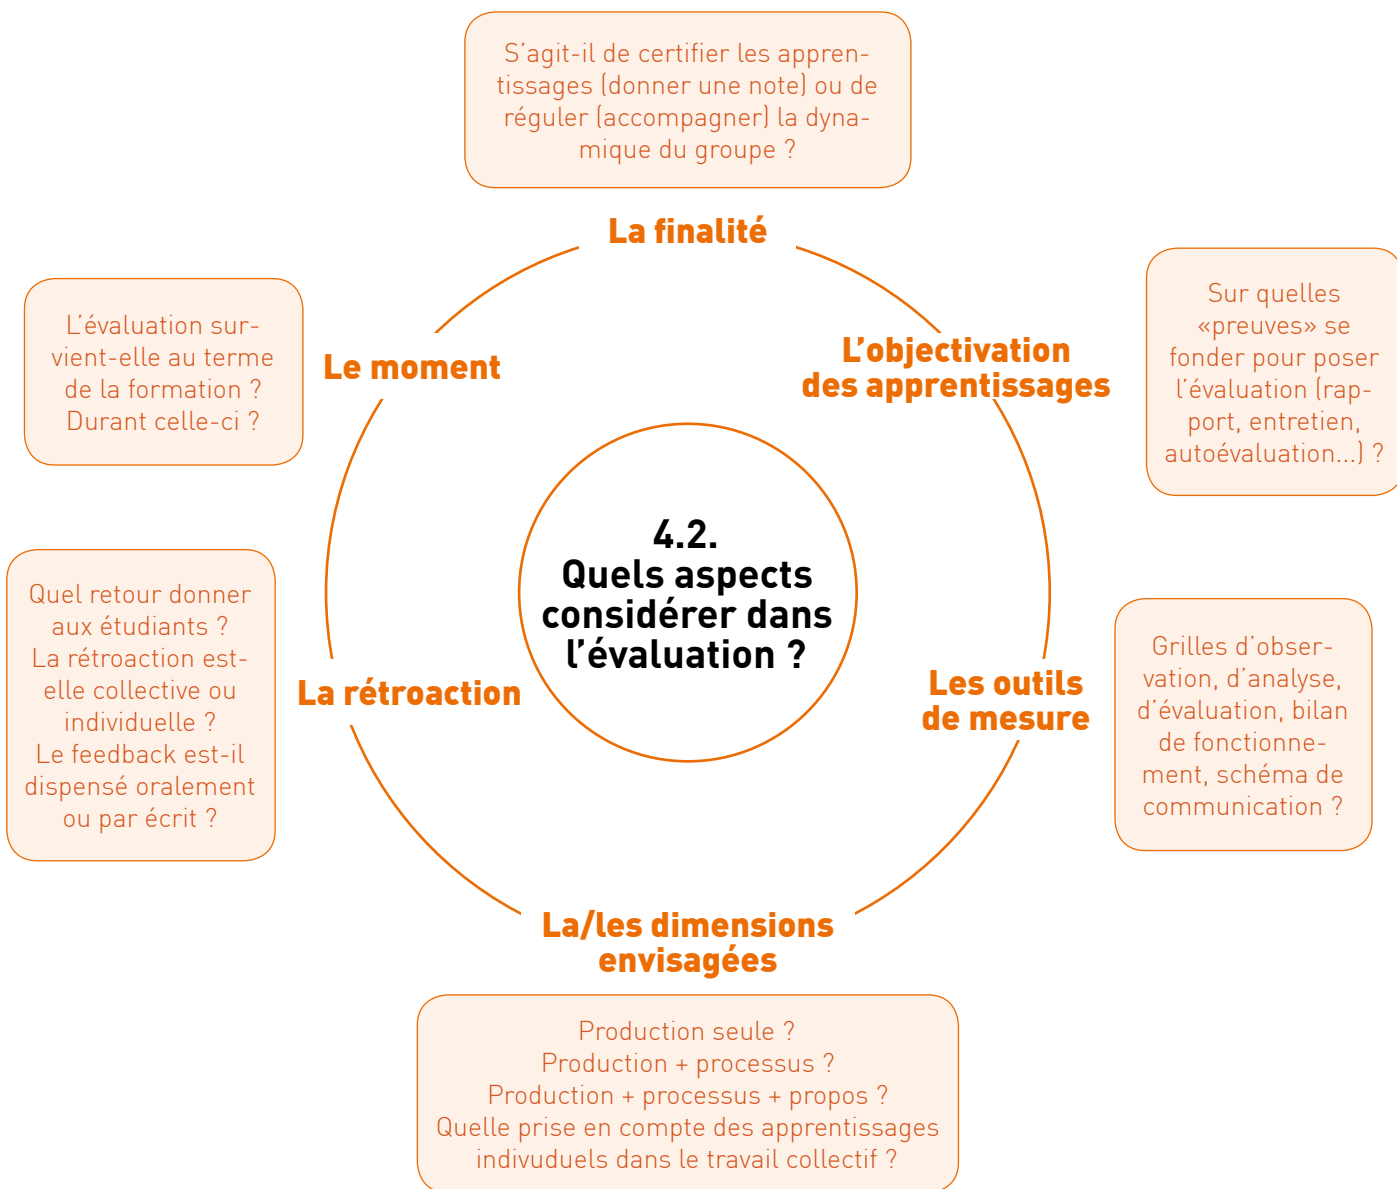 S'agit-il de certifier les appren-
tissages (donner une note) ou de
réguler (accompagner) la dyna-
mique du groupe ?
La finalité
L'évaluation sur-
vient-elle au terme
de la formation ?
Durant celle-ci ?
Le moment
L'objectivation
des apprentissages
Sur quelles
«preuves» se
fonder pour poser
l'évaluation (rap-
port, entretien,
autoévaluation...) ?
4.2.
Quels aspects
considérer dans
l'évaluation ?
Quel retour donner
aux étudiants ?
La rétroaction est-
elle collective ou
individuelle ?
Le feedback est-il
dispensé oralement
ou par écrit ?
La rétroaction
Les outils
de mesure
Grilles d'obser-
vation, d'analyse,
d'évaluation, bilan
de fonctionne-
ment, schéma de
communication ?
La/les dimensions
envisagées
Production seule ?
Production + processus ?
Production + processus + propos ?
Quelle prise en compte des apprentissages
indivuduels dans le travail collectif ?